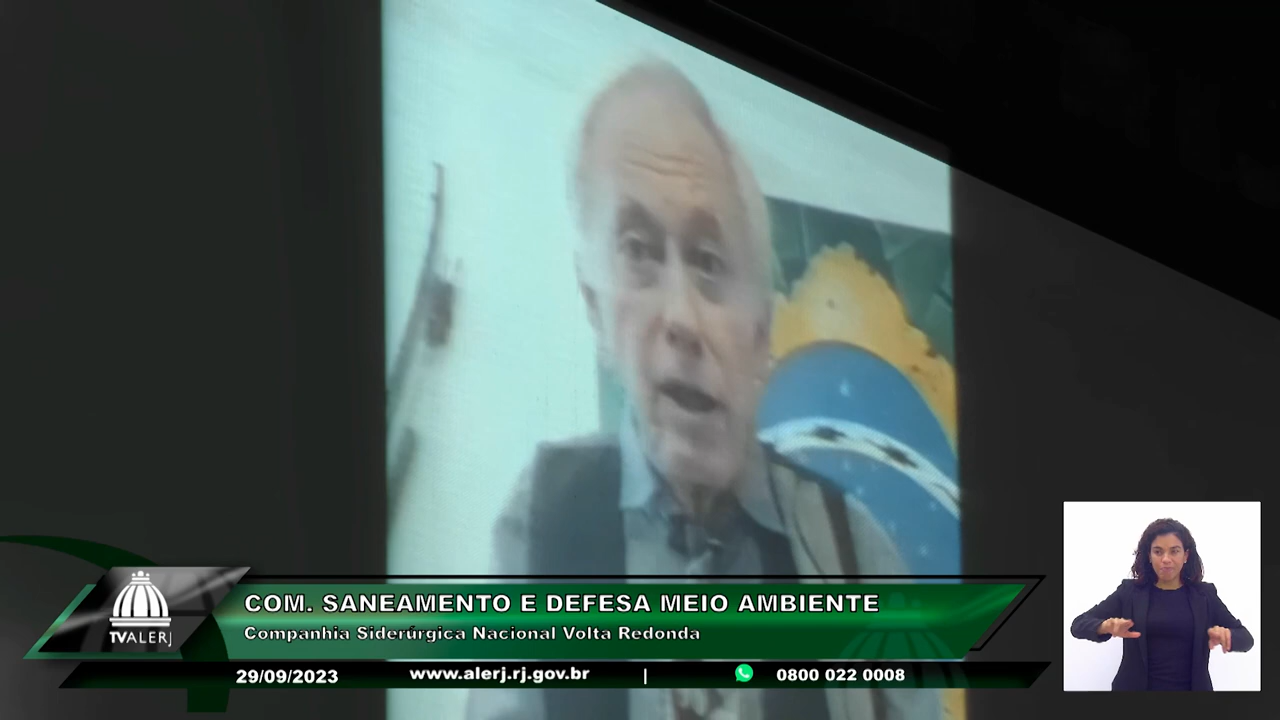 COM. SANEAMENTO E DEFESA MEIO AMBIENTE
Companhia Siderúrgica Nacional Volta Redonda
TVALERJ
29/09/2023
www.alerj.rj.gov.br
|
0800 022 0008